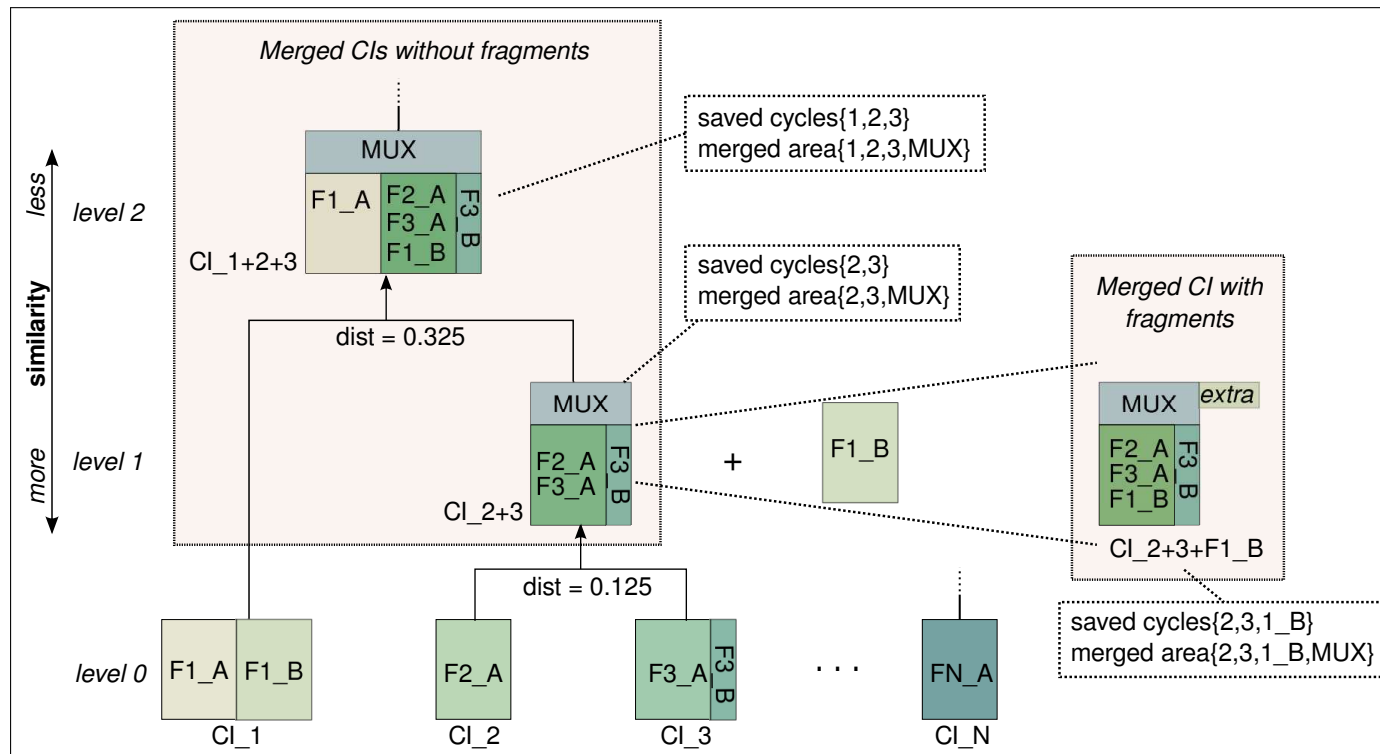 Merged CIs without fragments
MUX
F1_A
F2_A
F3_A
F1_B
F3_B
CI_1+2+3
saved cycles{1,2,3}
merged area{1,2,3,MUX}
less
similarity
more
level 2
level 1
level 0
dist = 0.325
saved cycles{2,3}
merged area{2,3,MUX}
MUX
F2_A
F3_A
F3_B
CI_2+3
+
F1_B
Merged CI with
fragments
MUX
extra
F2_A
F3_A
F1_B
F3_B
CI_2+3+F1_B
saved cycles{2,3,1_B}
merged area{2,3,1_B,MUX}
dist = 0.125
F1_A
F1_B
CI_1
F2_A
CI_2
F3_A
F3_B
CI_3
. . .
FN_A
CI_N